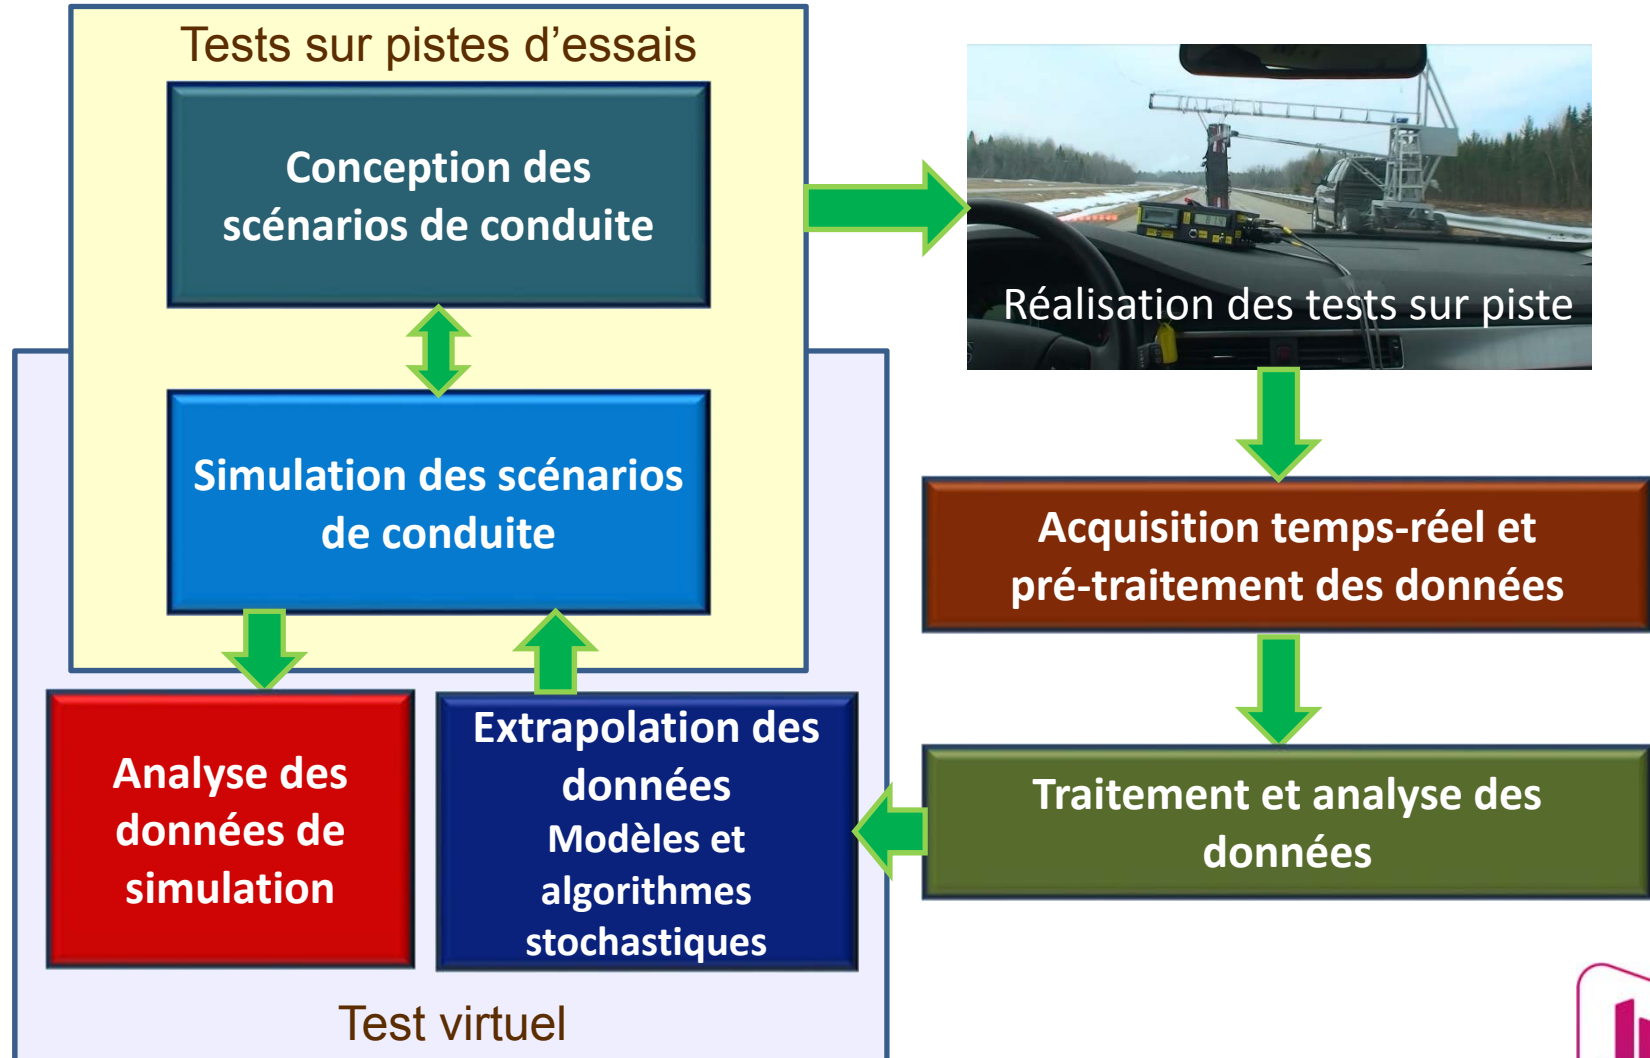 Tests sur pistes d’essais
Conception des
scénarios de conduite
Réalisation des tests sur piste
Simulation des scénarios
de conduite
Acquisition temps-réel et
pré-traitement des données
Analyse des
données de
simulation
Extrapolation des
données
Modèles et
algorithmes
stochastiques
Traitement et analyse des
données
Test virtuel